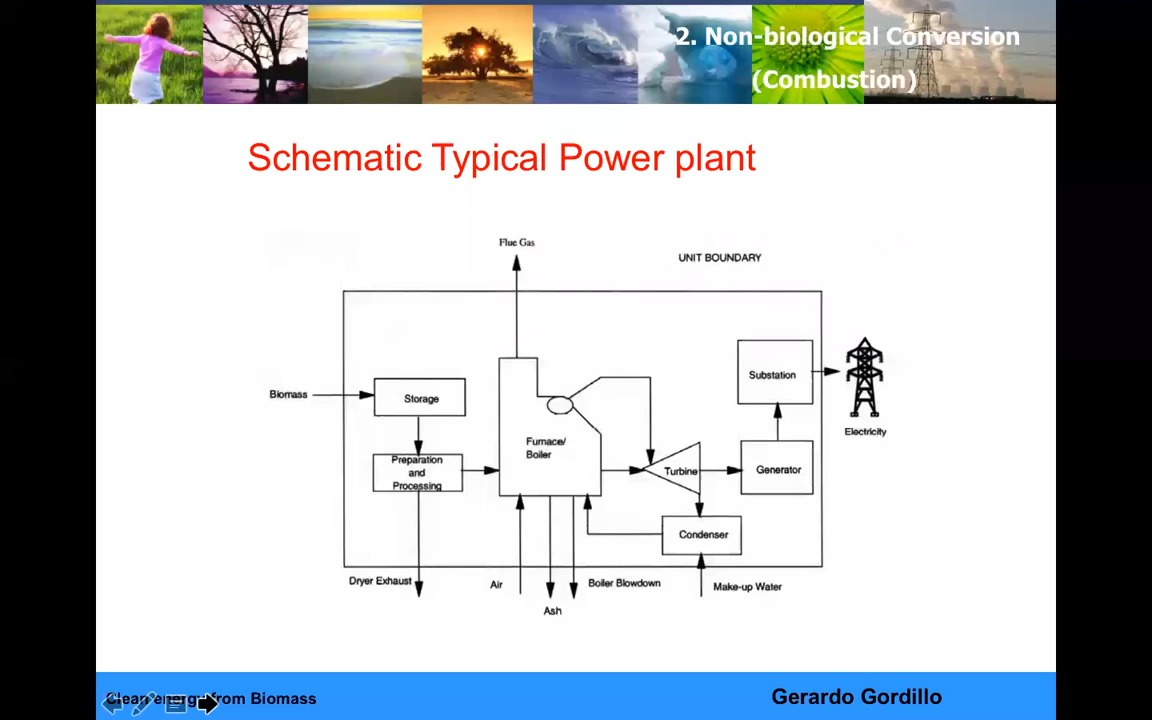 2. Non-biological Conversion
(Combustion)
Schematic Typical Power plant
Flue Gas
UNIT BOUNDARY
Biomass
Storage
Substation
Electricity
Preparation
and
Processing
Furnace/
Boiler
Turbine
Generator
Condenser
Dryer Exhaust
Air
Ash
Boiler Blowdown
Make-up Water
Clean energy from Biomass
Gerardo Gordillo